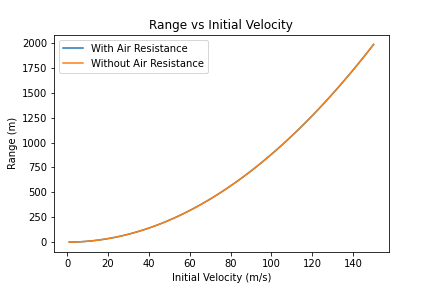 Range vs Initial Velocity
With Air Resistance
Without Air Resistance
Range (m)
2000
1750
1500
1250
1000
750
500
250
0
0 20 40 60 80 100 120 140
Initial Velocity (m/s)